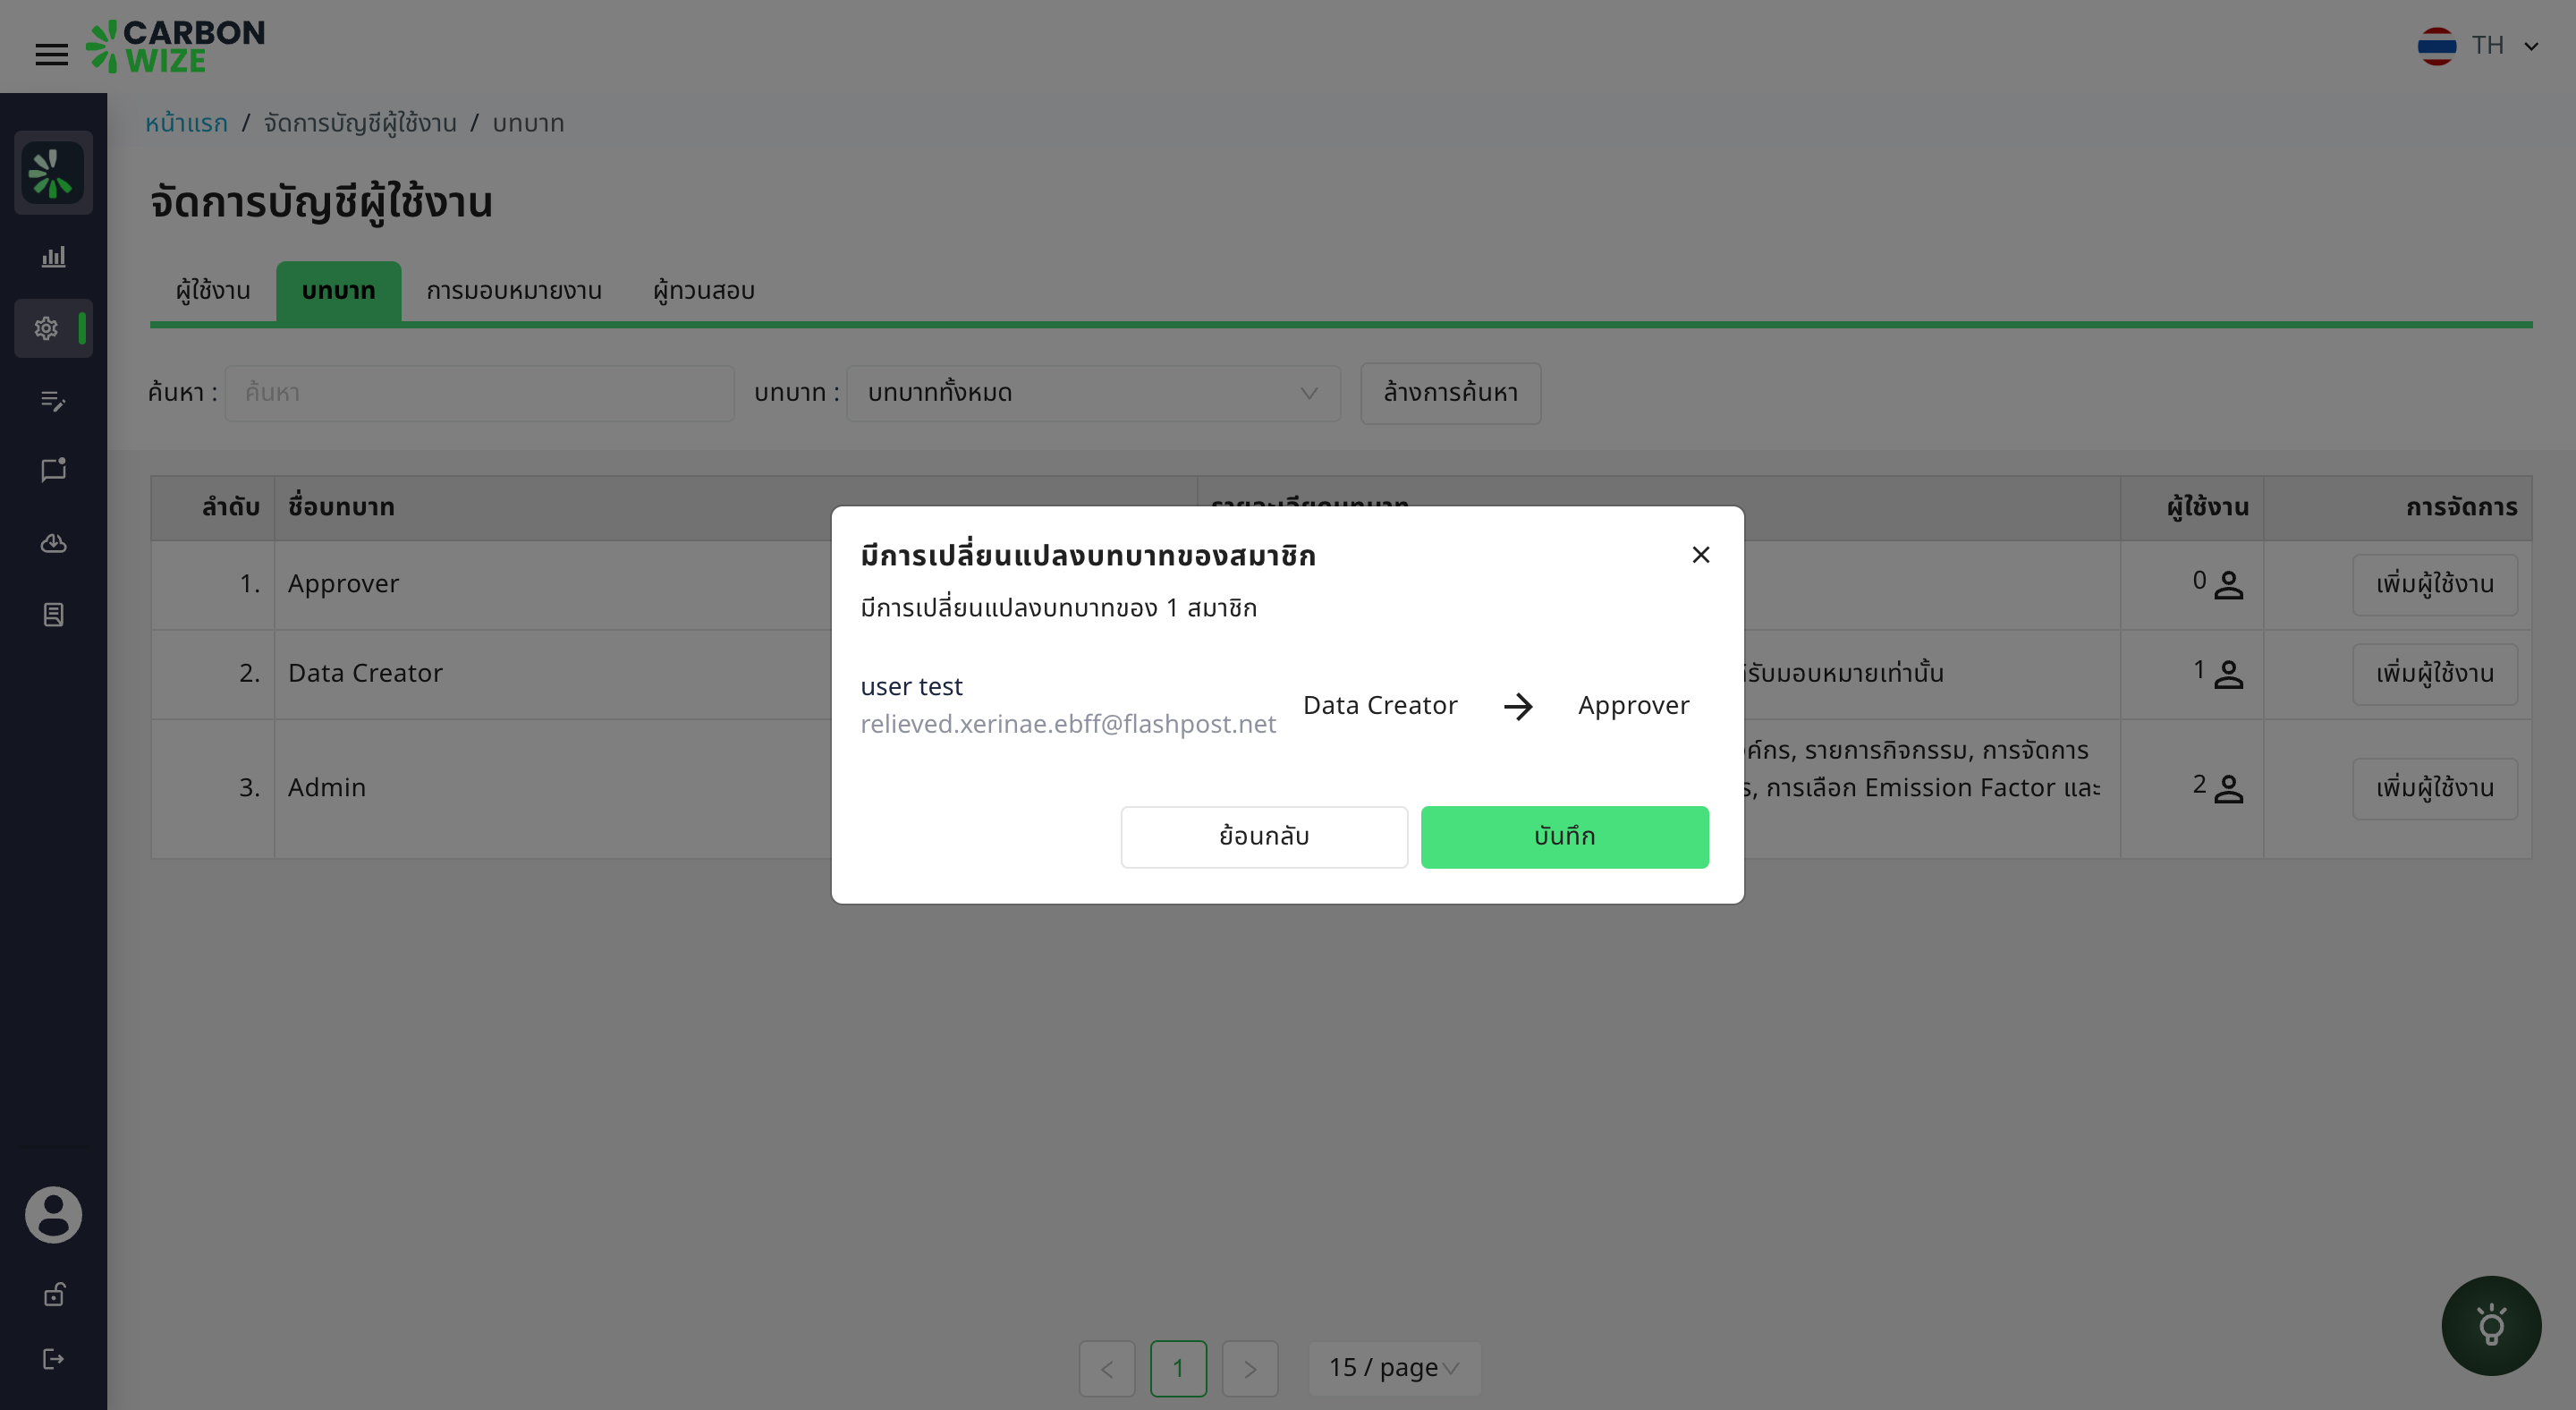 CARBON
WIZE
TH
หน้าแรก / จัดการบัญชีผู้ใช้งาน / บทบาท
จัดการบัญชีผู้ใช้งาน
ผู้ใช้งาน บทบาท การมอบหมายงาน ผู้ทวนสอบ
ค้นหา : ค้นหา บทบาท : บทบาททั้งหมด ล้างการค้นหา
ลำดับ ชื่อบทบาท ผู้ใช้งาน การจัดการ
1. Approver 0 เพิ่มผู้ใช้งาน
2. Data Creator 1 เพิ่มผู้ใช้งาน
3. Admin 2 เพิ่มผู้ใช้งาน
รับมอบหมายเท่านั้น
รายการกิจกรรม, การจัดการ
การเลือก Emission Factor และ
มีการเปลี่ยนแปลงบทบาทของสมาชิก
มีการเปลี่ยนแปลงบทบาทของ 1 สมาชิก
user test
relieved.xerinae.ebff@flashpost.net
Data Creator → Approver
ย้อนกลับ บันทึก
< 1 > 15 / page